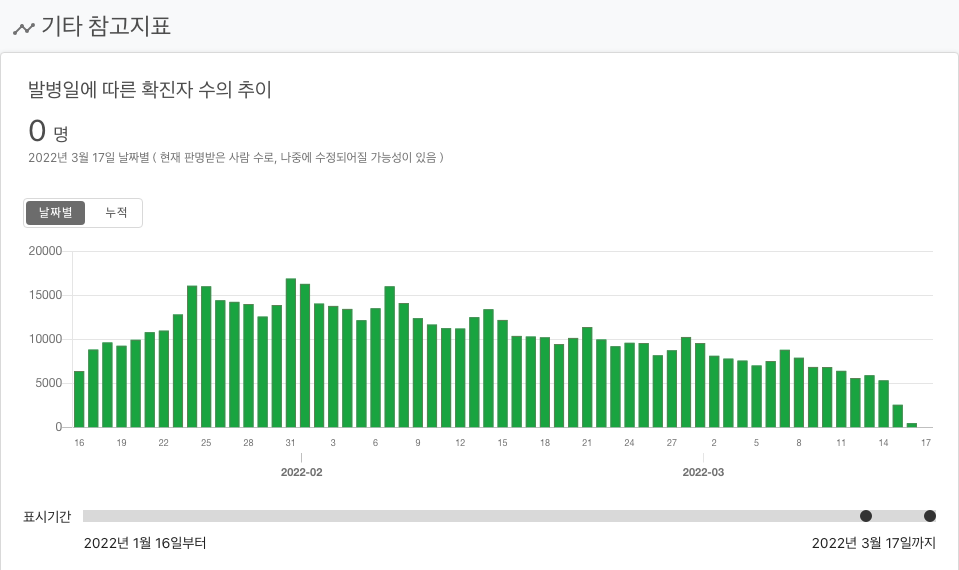 기타 참고지표
발병일에 따른 확진자 수의 추이
0 명
2022년 3월 17일 날짜별 ( 현재 판명받은 사람 수로, 나중에 수정되어질 가능성이 있음 )
날짜별 누적
20000
15000
10000
5000
0
16 19 22 25 28 31 3 6 9 12 15 18 21 24 27 2 5 8 11 14 17
2022-02 2022-03
표시기간
2022년 1월 16일부터 2022년 3월 17일까지